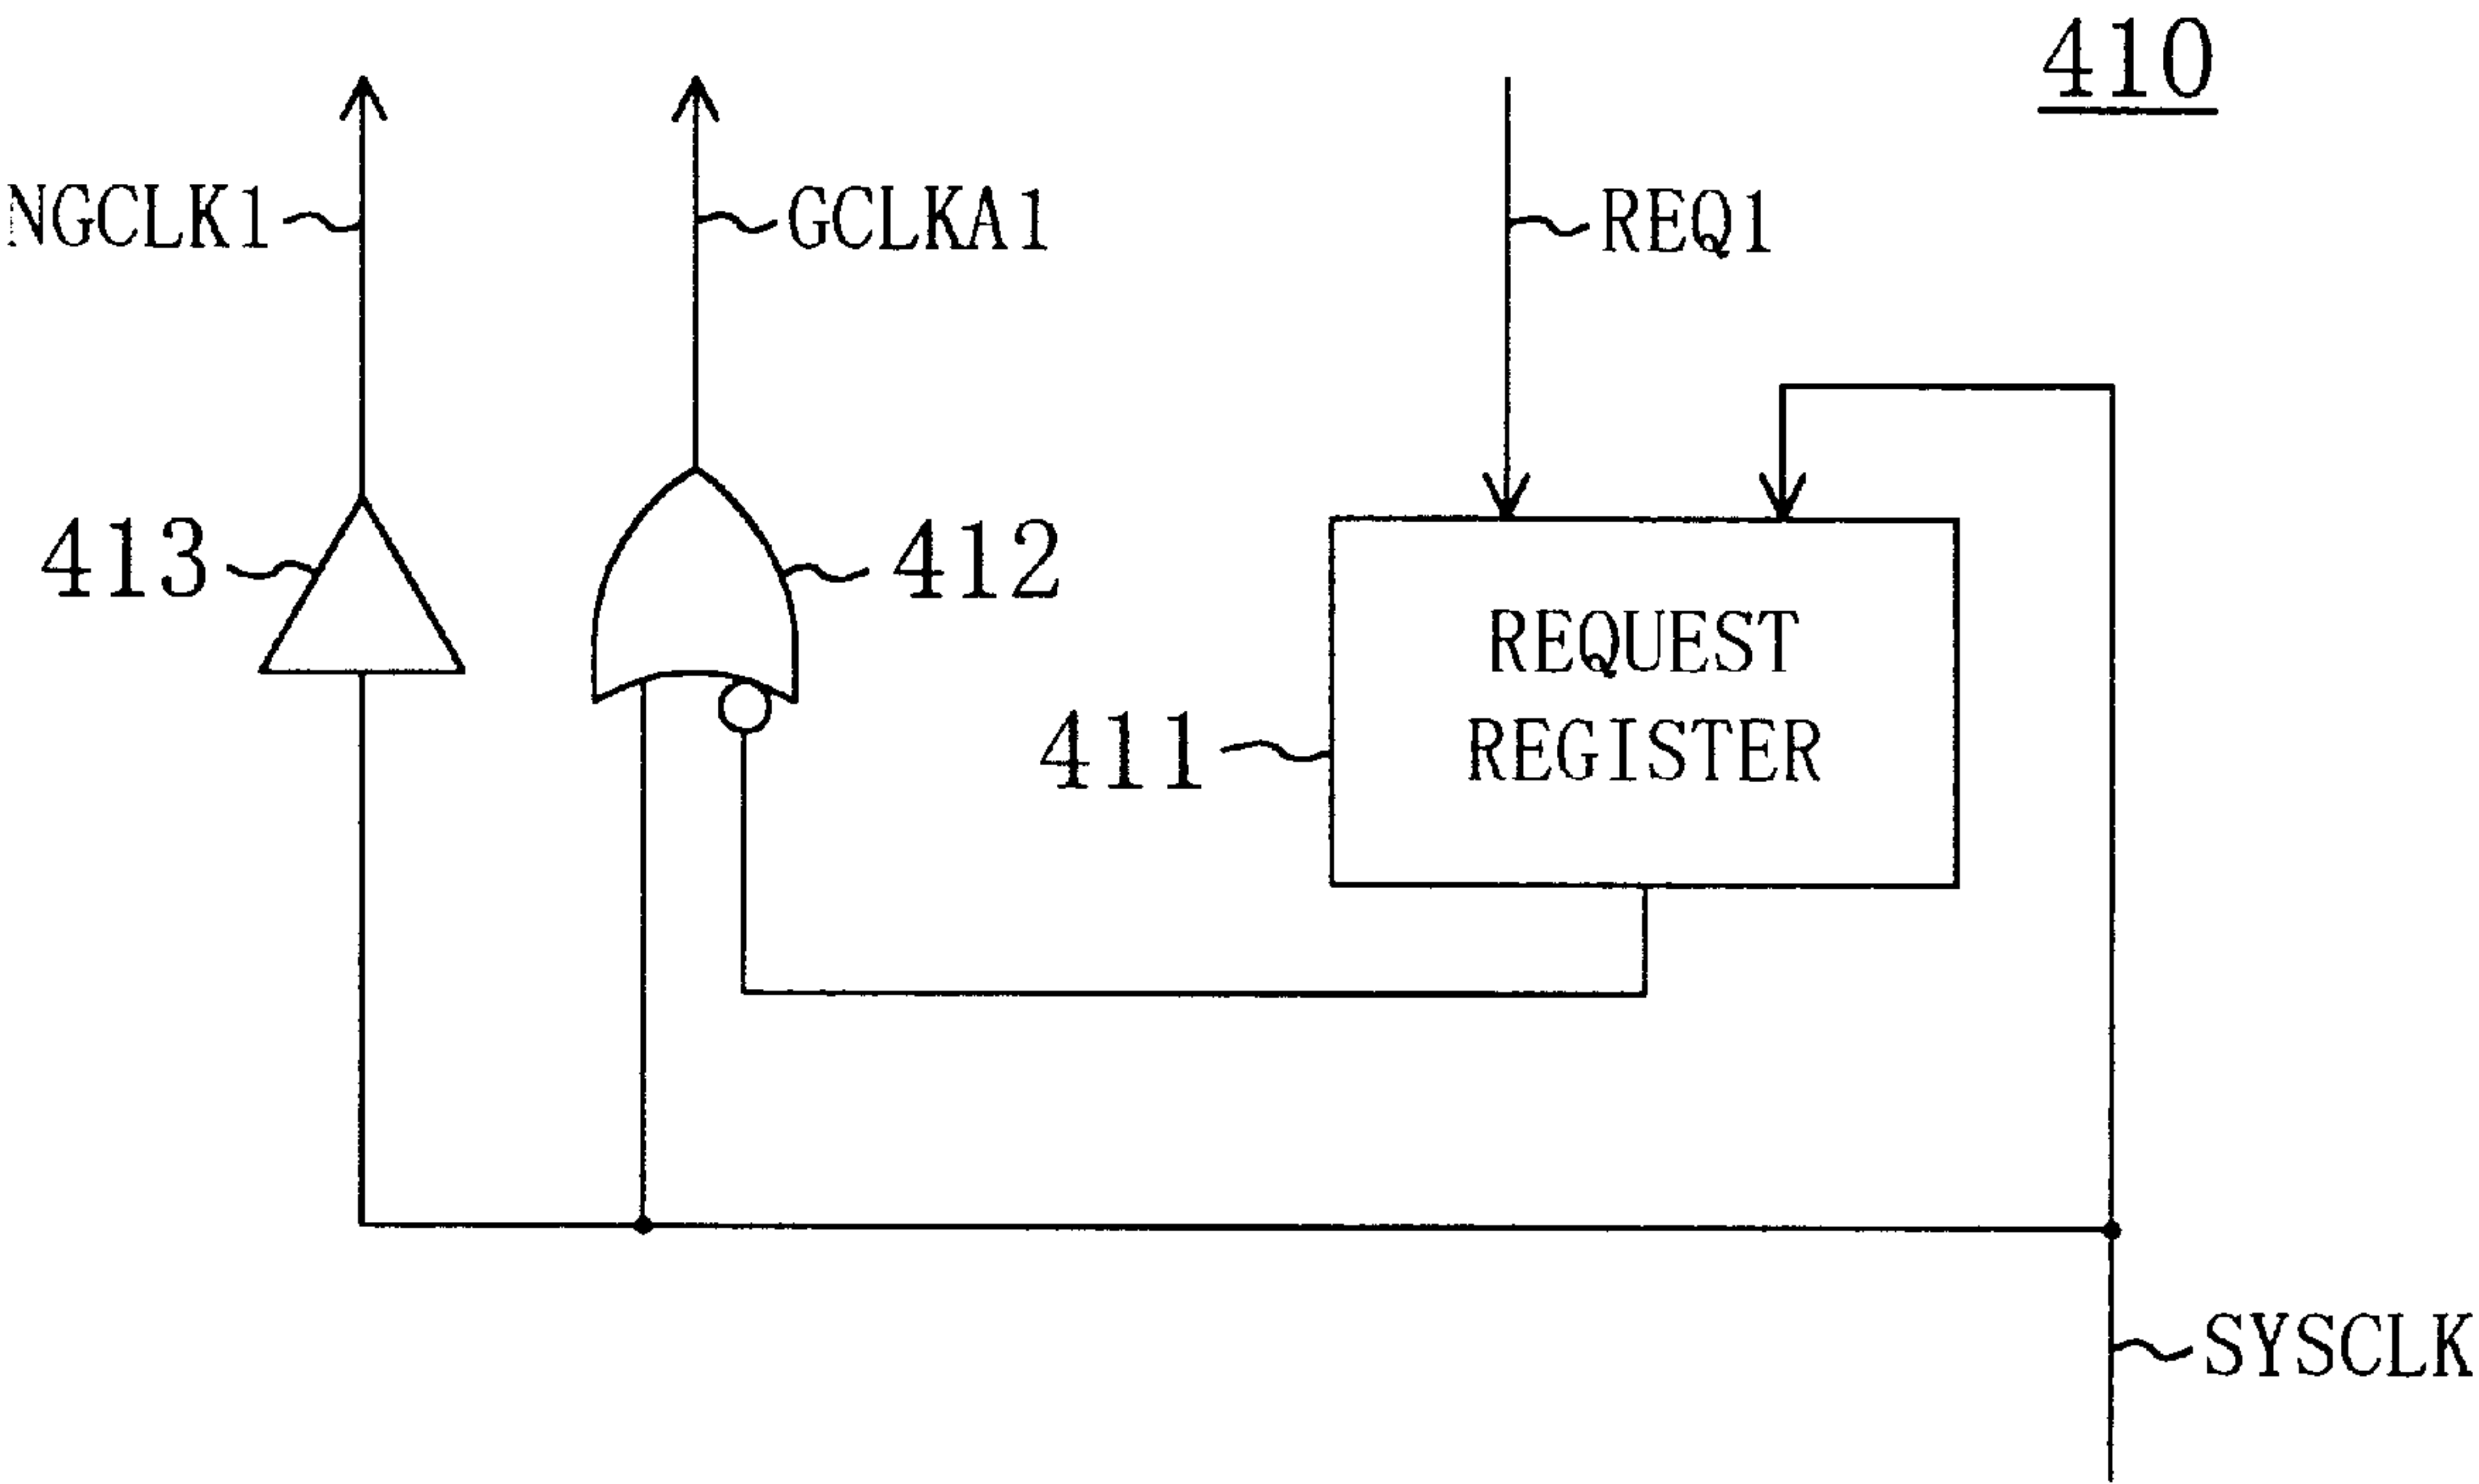 410
NGCLK1
GCLKA1
REQ1
413
412
REQUEST
REGISTER
411
SYSCLK